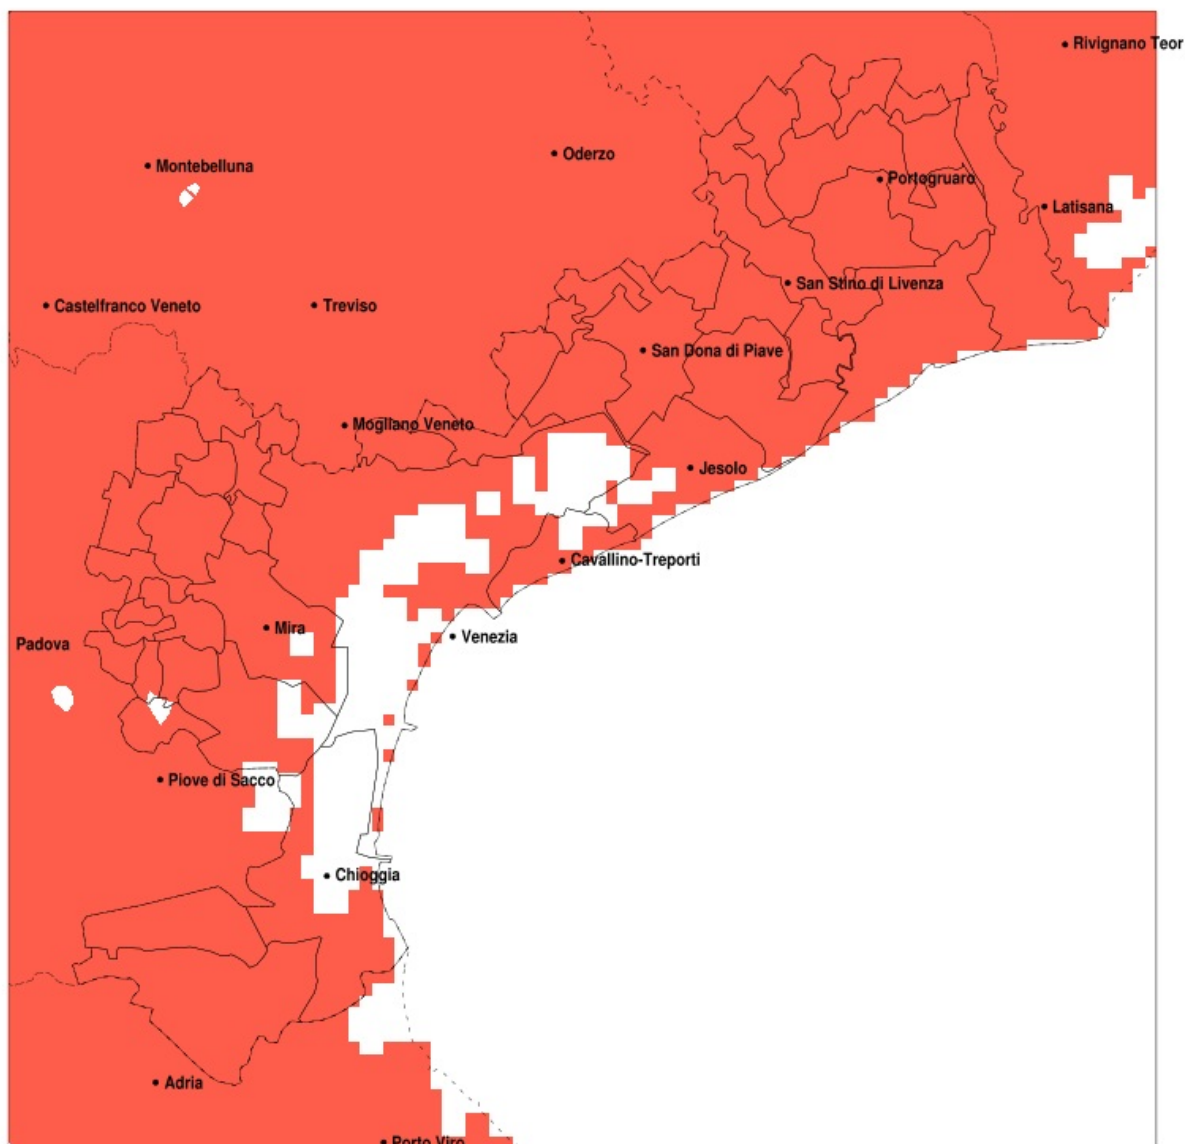 Rivignano Teor
Oderzo
Montebelluna
Portogruaro
Latisana
San Stino di Livenza
Castelfranco Veneto
Treviso
San Dona di Piave
Mogliano Veneto
Jesolo
Cavallino-Treporti
Mira
Venezia
Padova
Piove di Sacco
Chioggia
Adria
Porto Viro